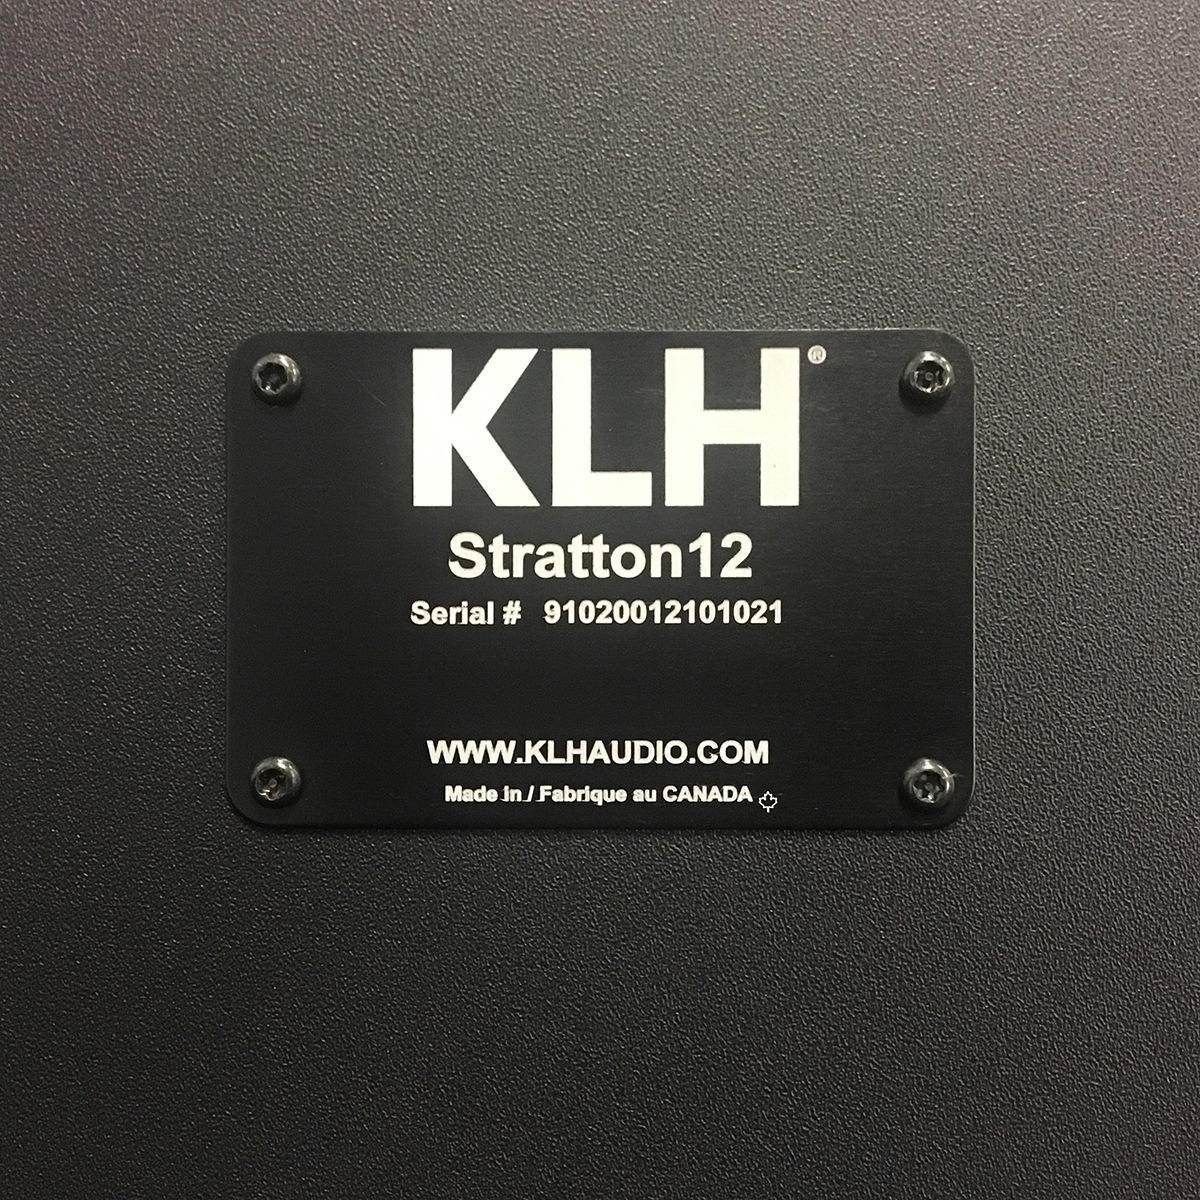 KLH®
Stratton12
Serial # 91020012101021
WWW.KLHAUDIO.COM
Made in / Fabrique au CANADA